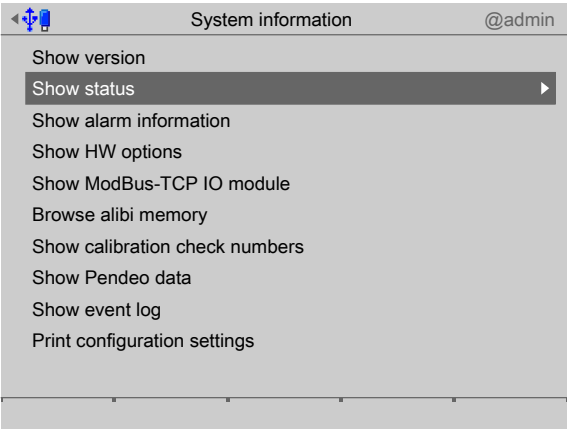 System information @admin
Show version
Show status
Show alarm information
Show HW options
Show ModBus-TCP IO module
Browse alibi memory
Show calibration check numbers
Show Pendeo data
Show event log
Print configuration settings